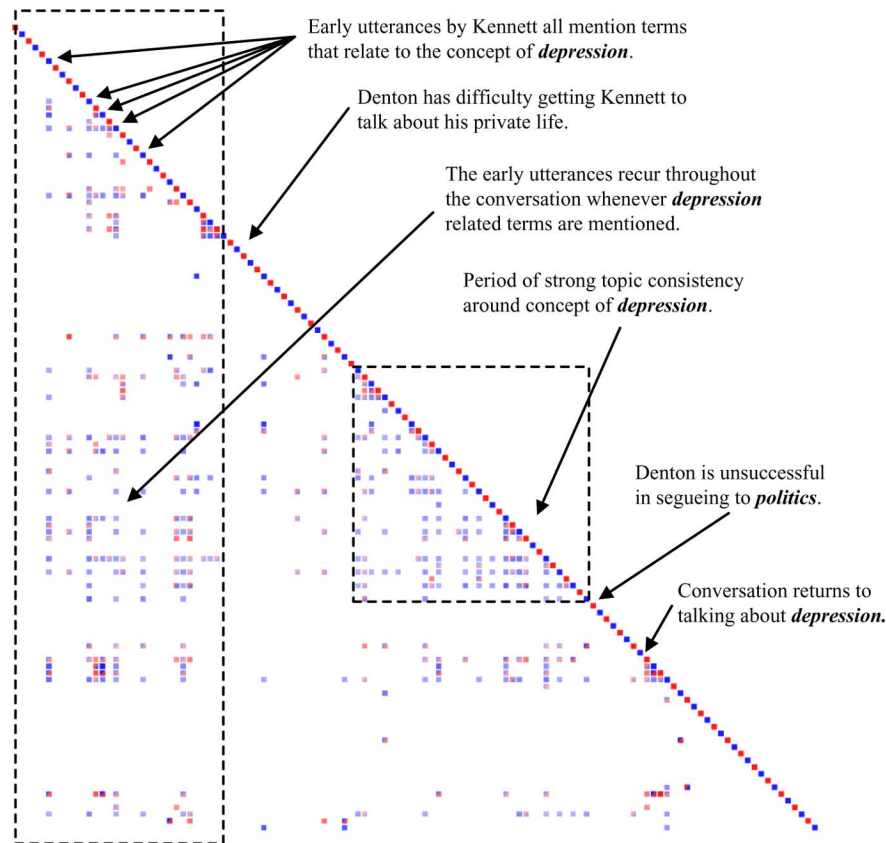 Early utterances by Kennett all mention terms
that relate to the concept of depression.
Denton has difficulty getting Kennett to
talk about his private life.
The early utterances recur throughout
the conversation whenever depression
related terms are mentioned.
Period of strong topic consistency
around concept of depression.
Denton is unsuccessful
in segueing to politics.
Conversation returns to
talking about depression.